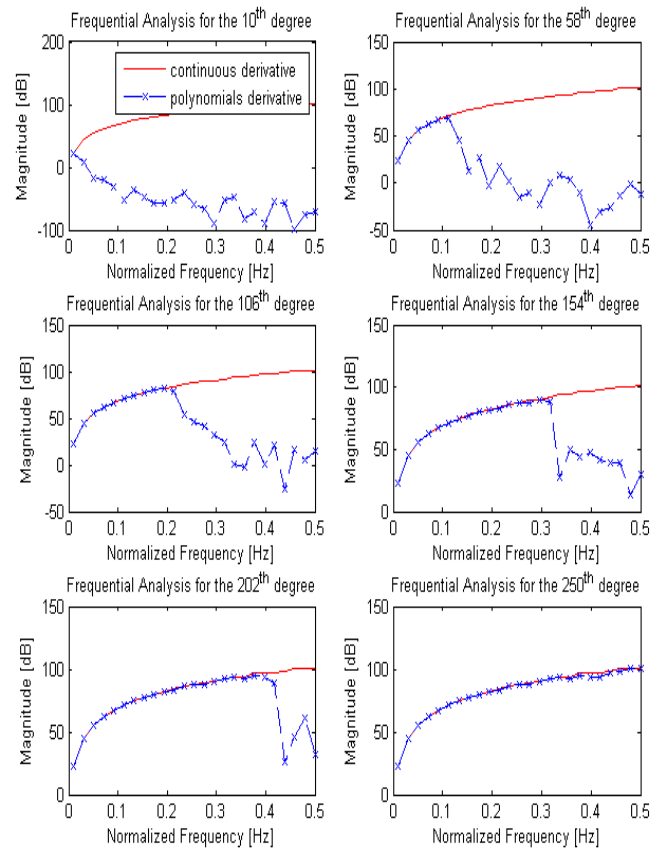 Frequential Analysis for the 10th degree
Magnitude [dB]
200
100
0
-100
continuous derivative
polynomials derivative
0 0.1 0.2 0.3 0.4 0.5
Normalized Frequency [Hz]
Frequential Analysis for the 58th degree
Magnitude [dB]
150
100
50
0
-50
0 0.1 0.2 0.3 0.4 0.5
Normalized Frequency [Hz]
Frequential Analysis for the 106th degree
Magnitude [dB]
150
100
50
0
-50
0 0.1 0.2 0.3 0.4 0.5
Normalized Frequency [Hz]
Frequential Analysis for the 154th degree
Magnitude [dB]
150
100
50
0
0 0.1 0.2 0.3 0.4 0.5
Normalized Frequency [Hz]
Frequential Analysis for the 202th degree
Magnitude [dB]
150
100
50
0
0 0.1 0.2 0.3 0.4 0.5
Normalized Frequency [Hz]
Frequential Analysis for the 250th degree
Magnitude [dB]
150
100
50
0
0 0.1 0.2 0.3 0.4 0.5
Normalized Frequency [Hz]